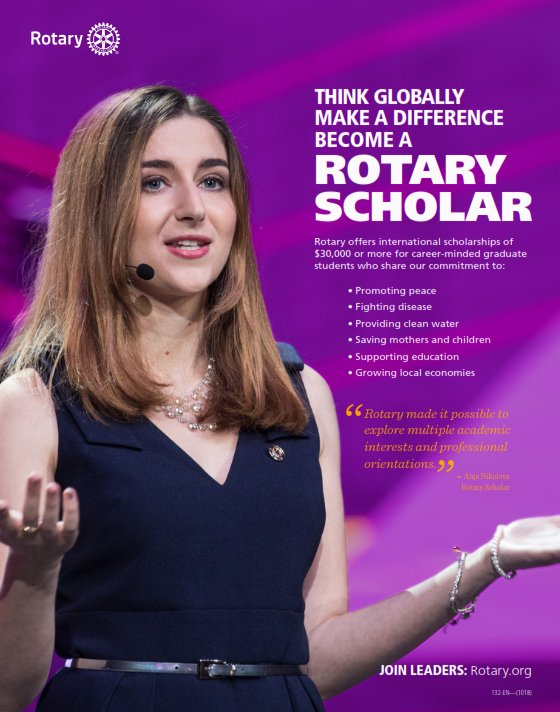 Rotary
THINK GLOBALLY
MAKE A DIFFERENCE
BECOME A
ROTARY
SCHOLAR
Rotary offers international scholarships of
$30,000 or more for career-minded graduate
students who share our commitment to:
• Promoting peace
• Fighting disease
• Providing clean water
• Saving mothers and children
• Supporting education
• Growing local economies
“Rotary made it possible to
explore multiple academic
interests and professional
orientations.”
– Anja Nikolova
Rotary Scholar
JOIN LEADERS: Rotary.org
132-EN—(1018)